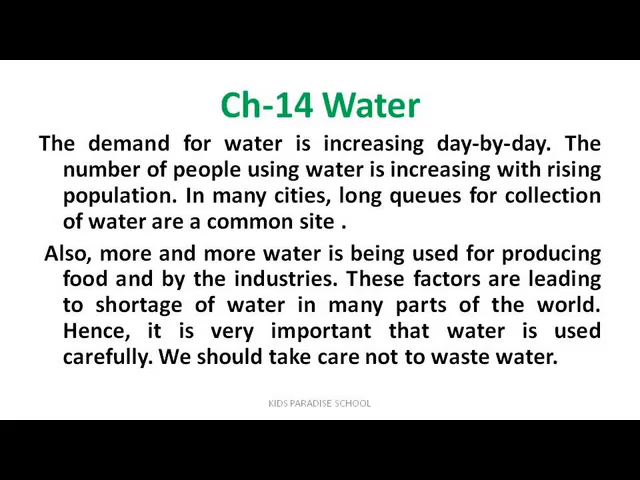 Ch-14 Water
The demand for water is increasing day-by-day. The
number of people using water is increasing with rising
population. In many cities, long queues for collection
of water are a common site .
Also, more and more water is being used for producing
food and by the industries. These factors are leading
to shortage of water in many parts of the world.
Hence, it is very important that water is used
carefully. We should take care not to waste water.
KIDS PARADISE SCHOOL